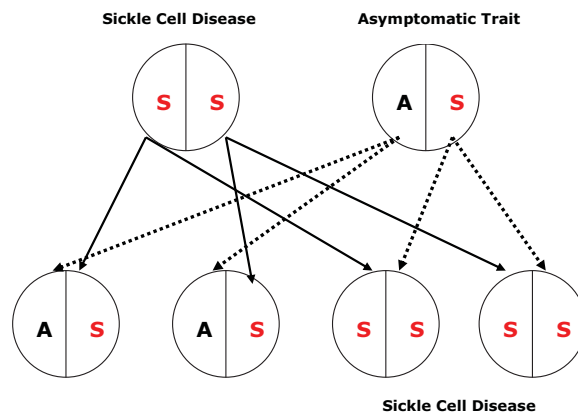 Sickle Cell Disease Asymptomatic Trait
S S A S
A S A S S S S S
Sickle Cell Disease